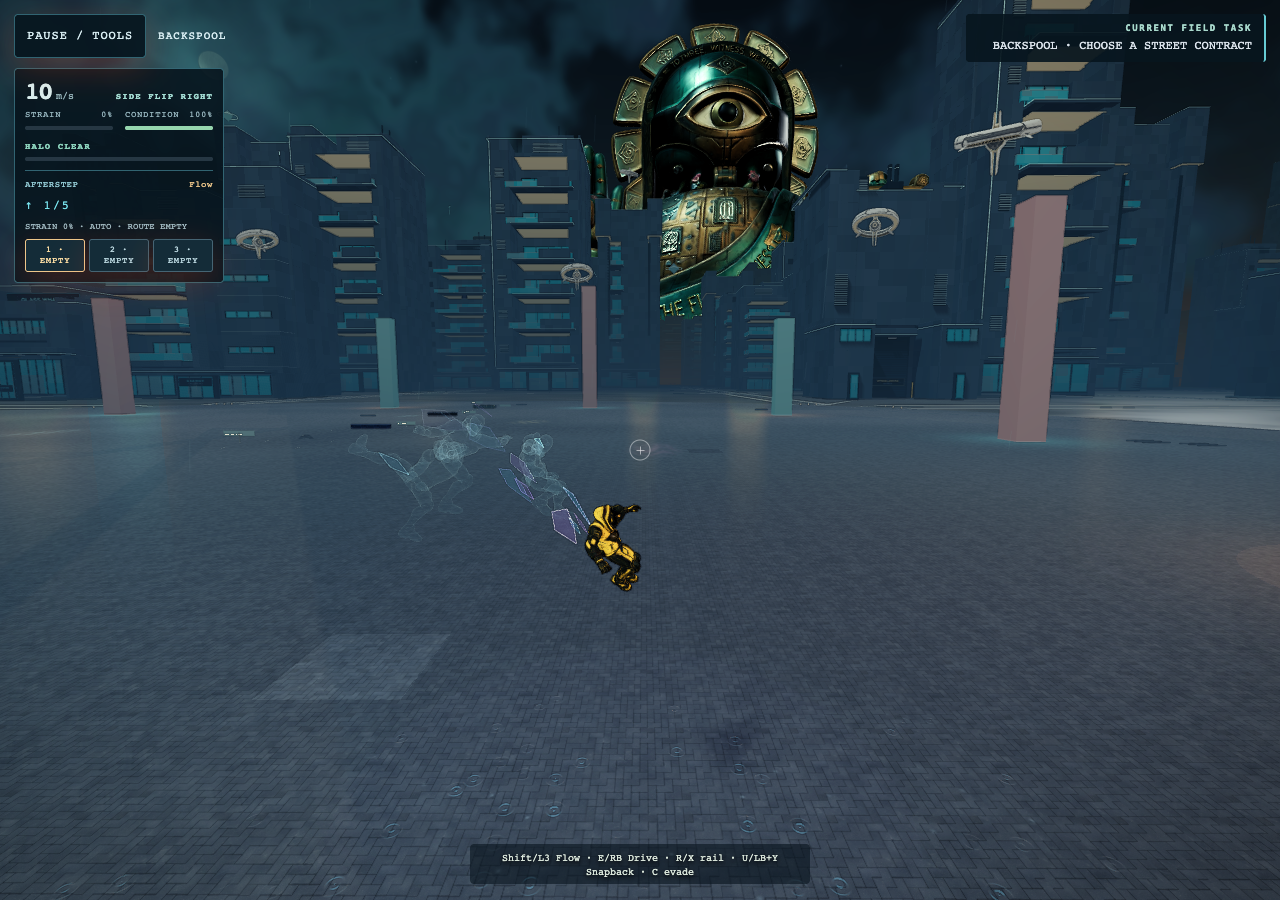 PAUSE / TOOLS
BACKSPOOL
CURRENT FIELD TASK
BACKSPOOL · CHOOSE A STREET CONTRACT
10 m/s
SIDE FLIP RIGHT
STRAIN 0%
CONDITION 100%
HALO CLEAR
AFTERSTEP
Flow
↑ 1/5
STRAIN 0% · AUTO · ROUTE EMPTY
1 · EMPTY
2 · EMPTY
3 · EMPTY
THE
Shift/L3 Flow · E/RB Drive · R/X rail · U/LB+Y
Snapback · C evade